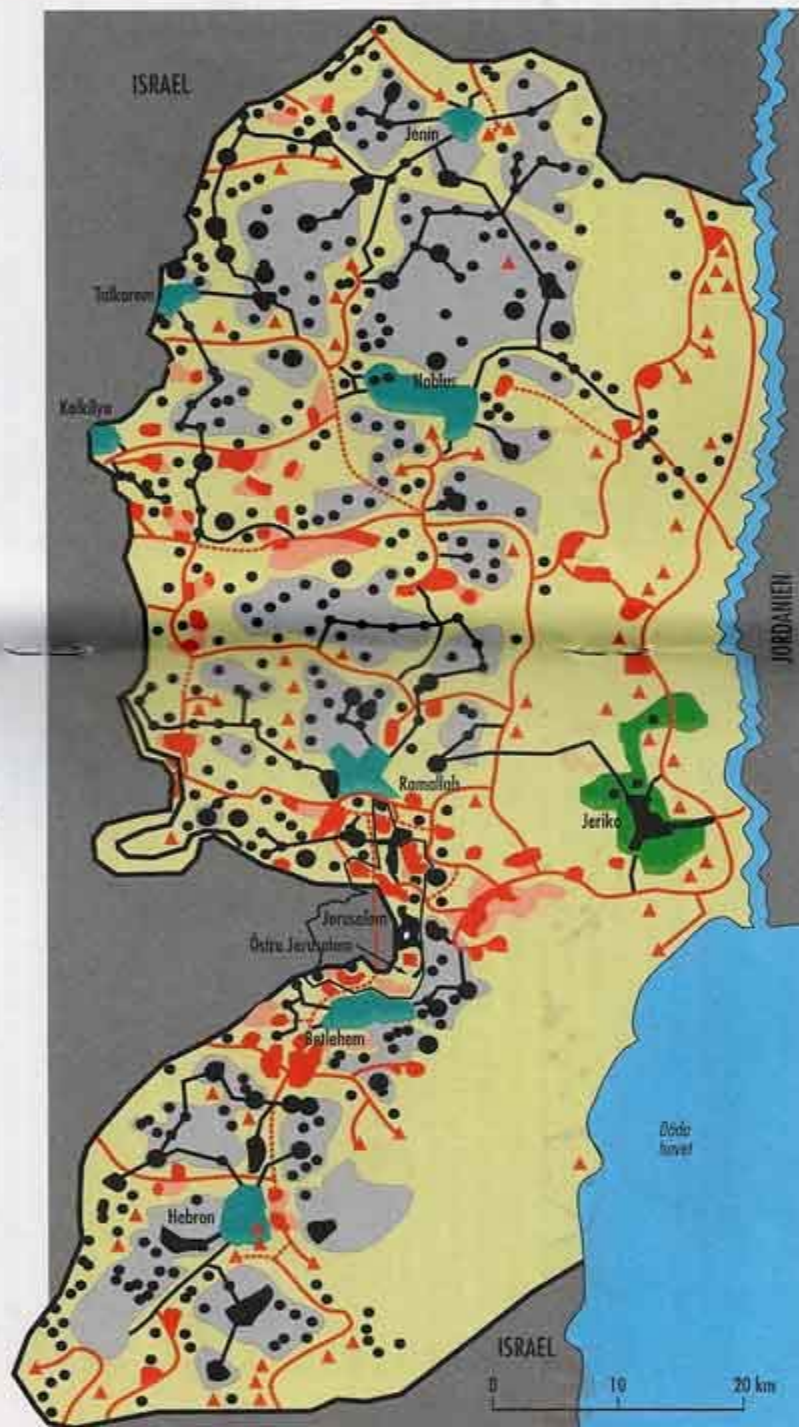 ISRAEL
Jenin
Tulkarem
Nablus
Kalkilya
JORDANIEN
Ramallah
Jeriko
Jerusalem
Östra Jerusalem
Betlehem
Döda
havet
Hebron
ISRAEL
0 10 20 km